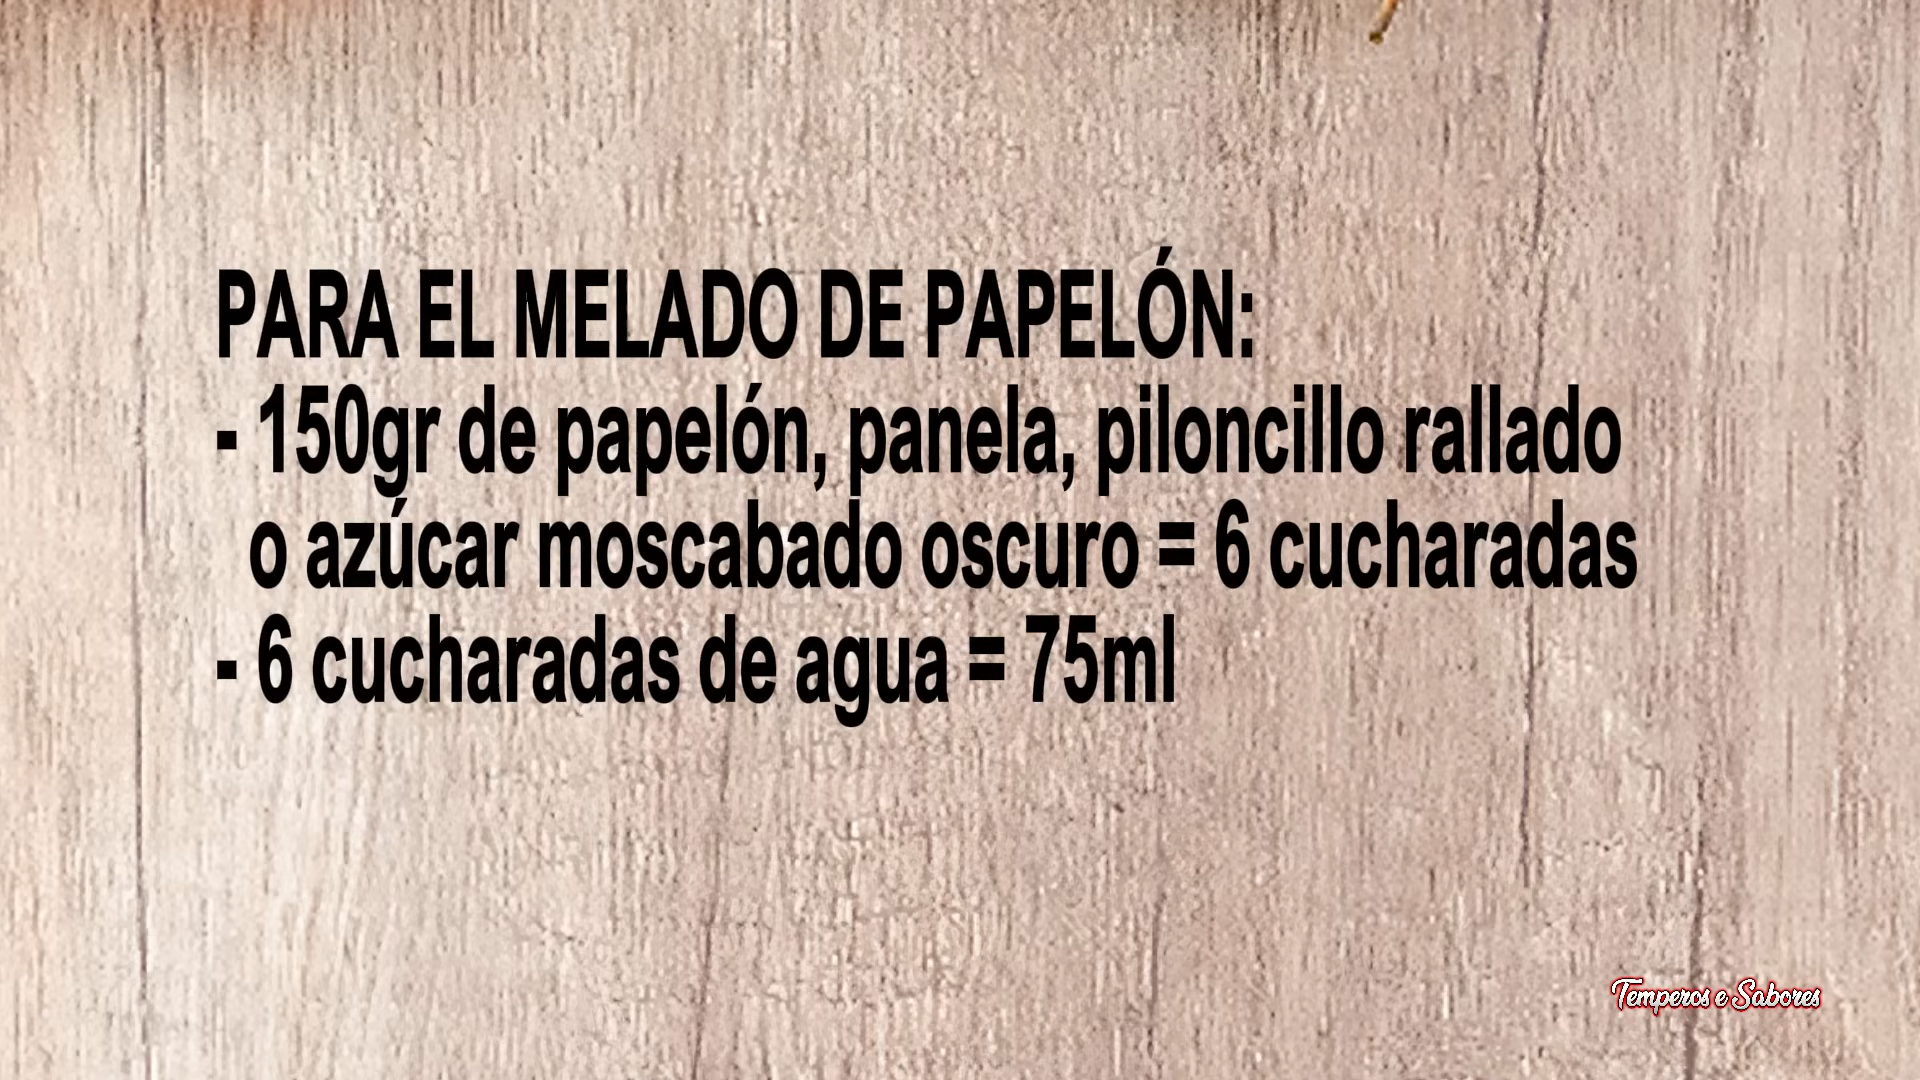 PARA EL MELADO DE PAPELÓN:
- 150gr de papelón, panela, piloncillo rallado
o azúcar moscabado oscuro = 6 cucharadas
- 6 cucharadas de agua = 75ml
Temperos e Sabores